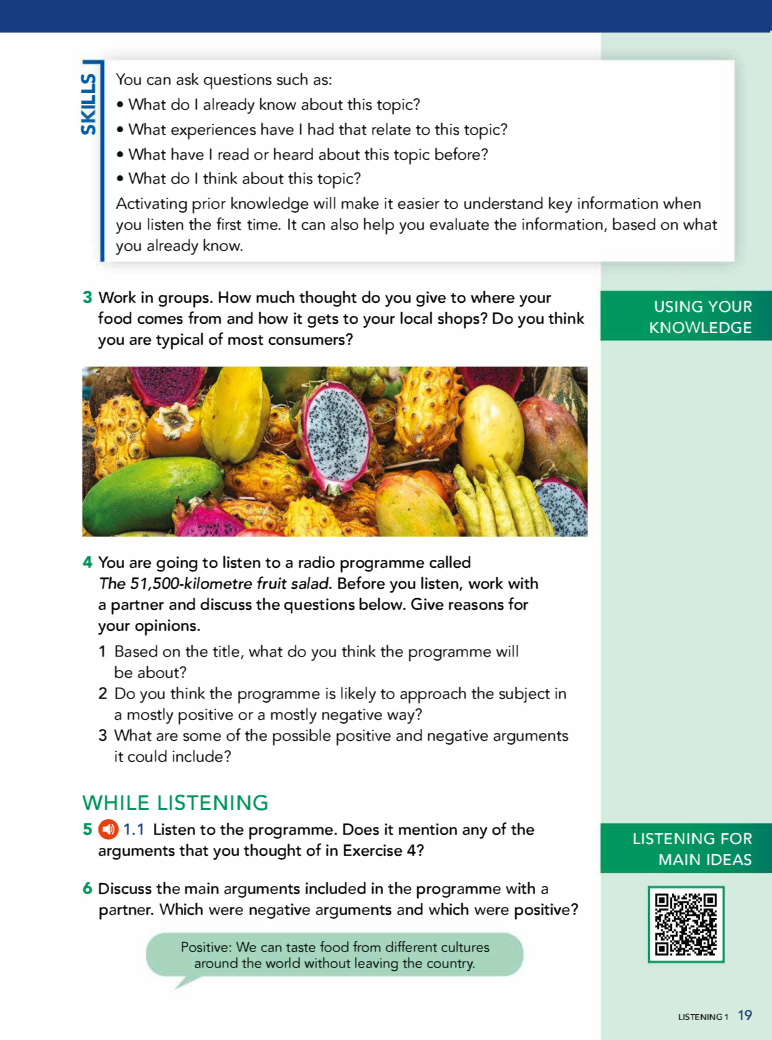 SKILLS
You can ask questions such as:
• What do I already know about this topic?
• What experiences have I had that relate to this topic?
• What have I read or heard about this topic before?
• What do I think about this topic?
Activating prior knowledge will make it easier to understand key information when
you listen the first time. It can also help you evaluate the information, based on what
you already know.
3 Work in groups. How much thought do you give to where your
food comes from and how it gets to your local shops? Do you think
you are typical of most consumers?
USING YOUR
KNOWLEDGE
4 You are going to listen to a radio programme called
The 51,500-kilometre fruit salad. Before you listen, work with
a partner and discuss the questions below. Give reasons for
your opinions.
1 Based on the title, what do you think the programme will
be about?
2 Do you think the programme is likely to approach the subject in
a mostly positive or a mostly negative way?
3 What are some of the possible positive and negative arguments
it could include?
WHILE LISTENING
5 1.1 Listen to the programme. Does it mention any of the
arguments that you thought of in Exercise 4?
LISTENING FOR
MAIN IDEAS
6 Discuss the main arguments included in the programme with a
partner. Which were negative arguments and which were positive?
Positive: We can taste food from different cultures
around the world without leaving the country.
LISTENING 1 19